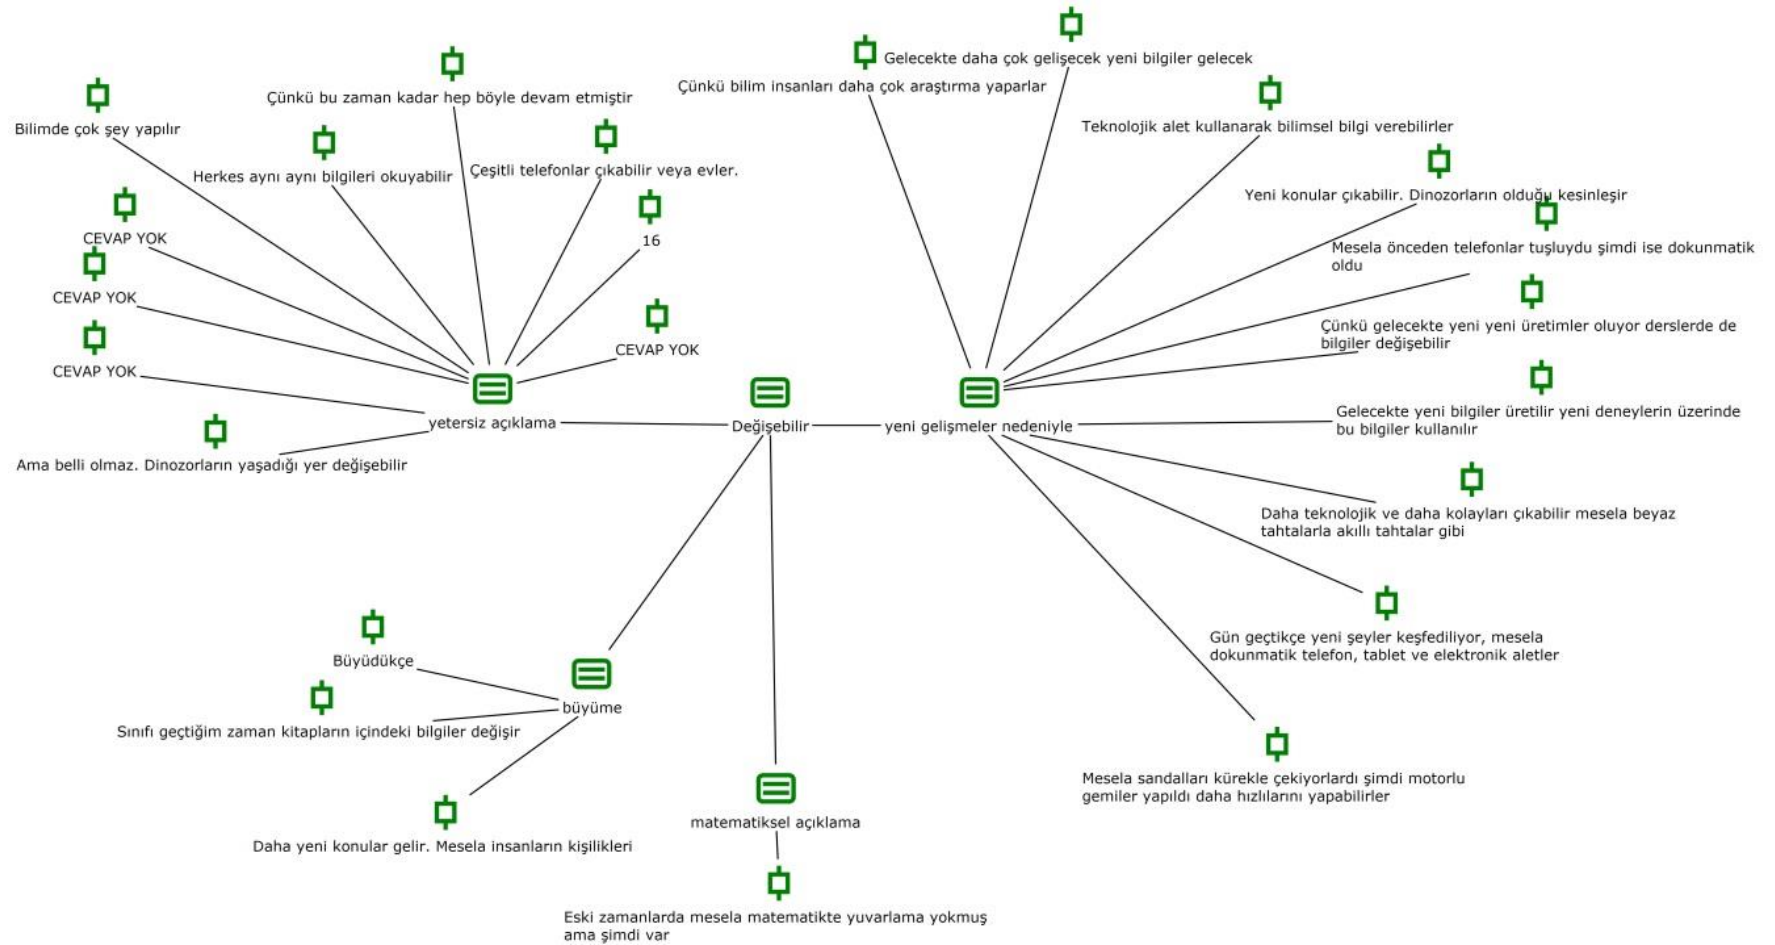 Gelecekte daha çok gelişecek yeni bilgiler gelecek
Çünkü bilim insanları daha çok araştırma yaparlar
Çünkü bu zaman kadar hep böyle devam etmiştir
Bilimde çok şey yapılır
Teknolojik alet kullanarak bilimsel bilgi verebilirler
Herkes aynı aynı bilgileri okuyabilir
Çeşitli telefonlar çıkabilir veya evler.
Yeni konular çıkabilir. Dinozorların olduğu kesinleşir
CEVAP YOK
16
Mesela önceden telefonlar tuşluydu şimdi ise dokunmatik
oldu
CEVAP YOK
Çünkü gelecekte yeni yeni üretimler oluyor derslerde de
bilgiler değişebilir
CEVAP YOK
CEVAP YOK
Gelecekte yeni bilgiler üretilir yeni deneylerin üzerinde
bu bilgiler kullanılır
yetersiz açıklama
Değişebilir
yeni gelişmeler nedeniyle
Ama belli olmaz. Dinozorların yaşadığı yer değişebilir
Daha teknolojik ve daha kolayları çıkabilir mesela beyaz
tahtalarla akıllı tahtalar gibi
Gün geçtikçe yeni şeyler keşfediliyor, mesela
dokunmatik telefon, tablet ve elektronik aletler
Büyüdükçe
büyüme
Sınıfı geçtiğim zaman kitapların içindeki bilgiler değişir
Mesela sandalları kürekle çekiyorlardı şimdi motorlu
gemiler yapıldı daha hızlılarını yapabilirler
matematiksel açıklama
Daha yeni konular gelir. Mesela insanların kişilikleri
Eski zamanlarda mesela matematikte yuvarlama yokmuş
ama şimdi var